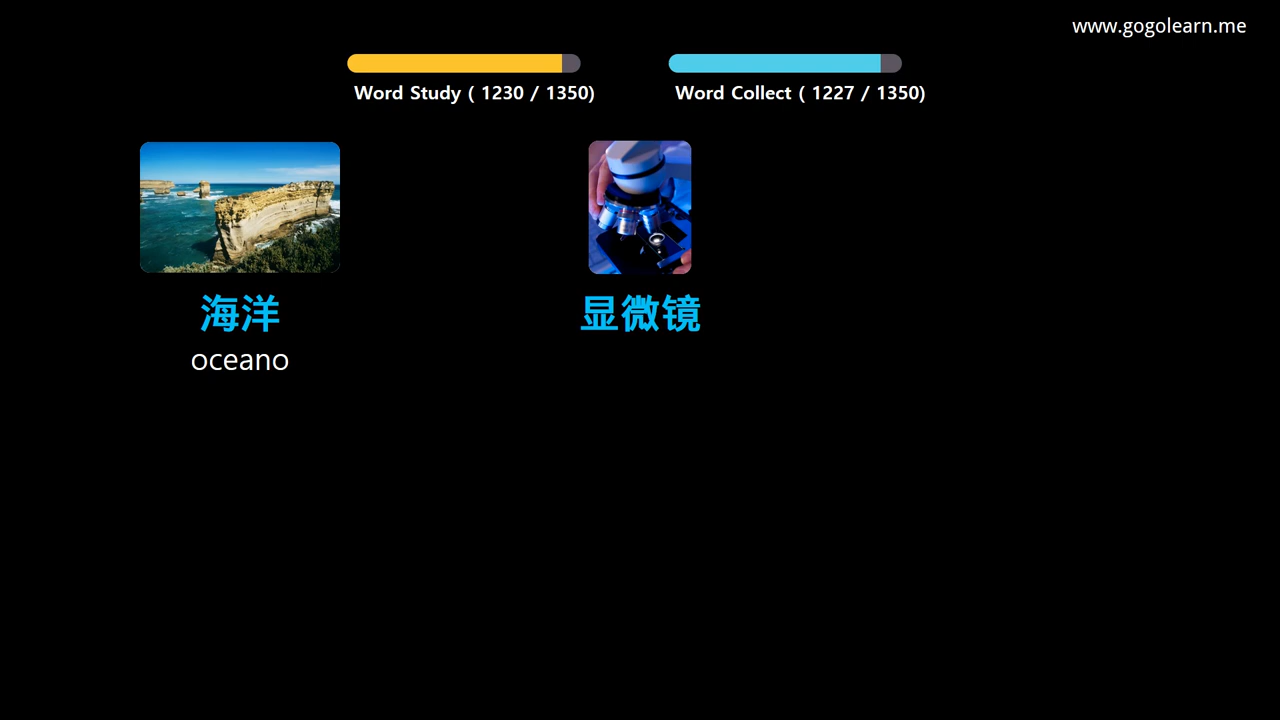 www.gogolearn.me
Word Study ( 1230 / 1350)
Word Collect ( 1227 / 1350)
海洋
oceano
显微镜